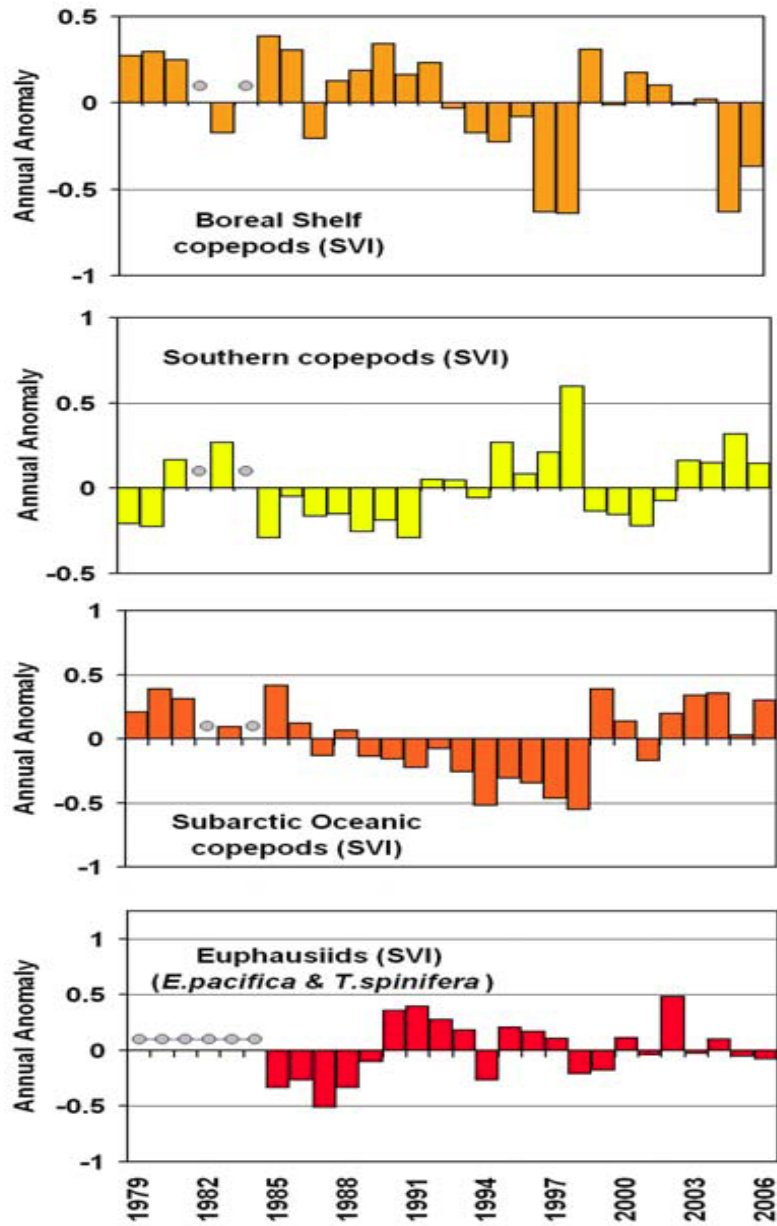 0.5
0
-0.5
-1
Annual Anomaly
Boreal Shelf
copepods (SVI)
1
0.5
0
-0.5
Annual Anomaly
Southern copepods (SVI)
1
0.5
0
-0.5
-1
Annual Anomaly
Subarctic Oceanic
copepods (SVI)
1
0.5
0
-0.5
-1
Annual Anomaly
Euphausiids (SVI)
(E.pacifica & T.spinifera)
1979
1982
1985
1988
1991
1994
1997
2000
2003
2006